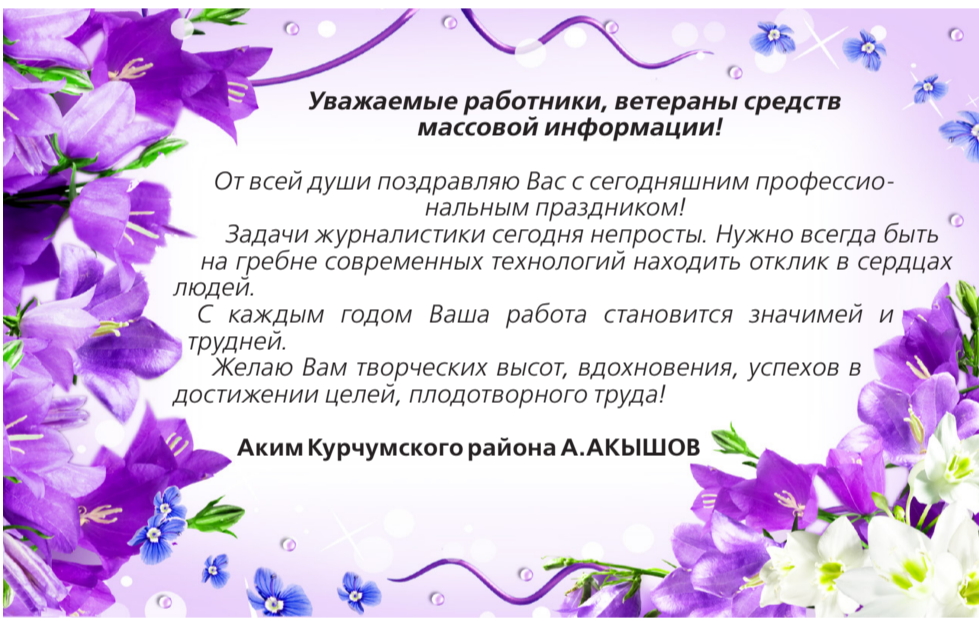 Уважаемые работники, ветераны средств
массовой информации!
От всей души поздравляю Вас с сегодняшним профессио-
нальным праздником!
Задачи журналистики сегодня непросты. Нужно всегда быть
на гребне современных технологий находить отклик в сердцах
людей.
С каждым годом Ваша работа становится значимей и
трудней.
Желаю Вам творческих высот, вдохновения, успехов в
достижении целей, плодотворного труда!
Аким Курчумского района А.АКЫШОВ